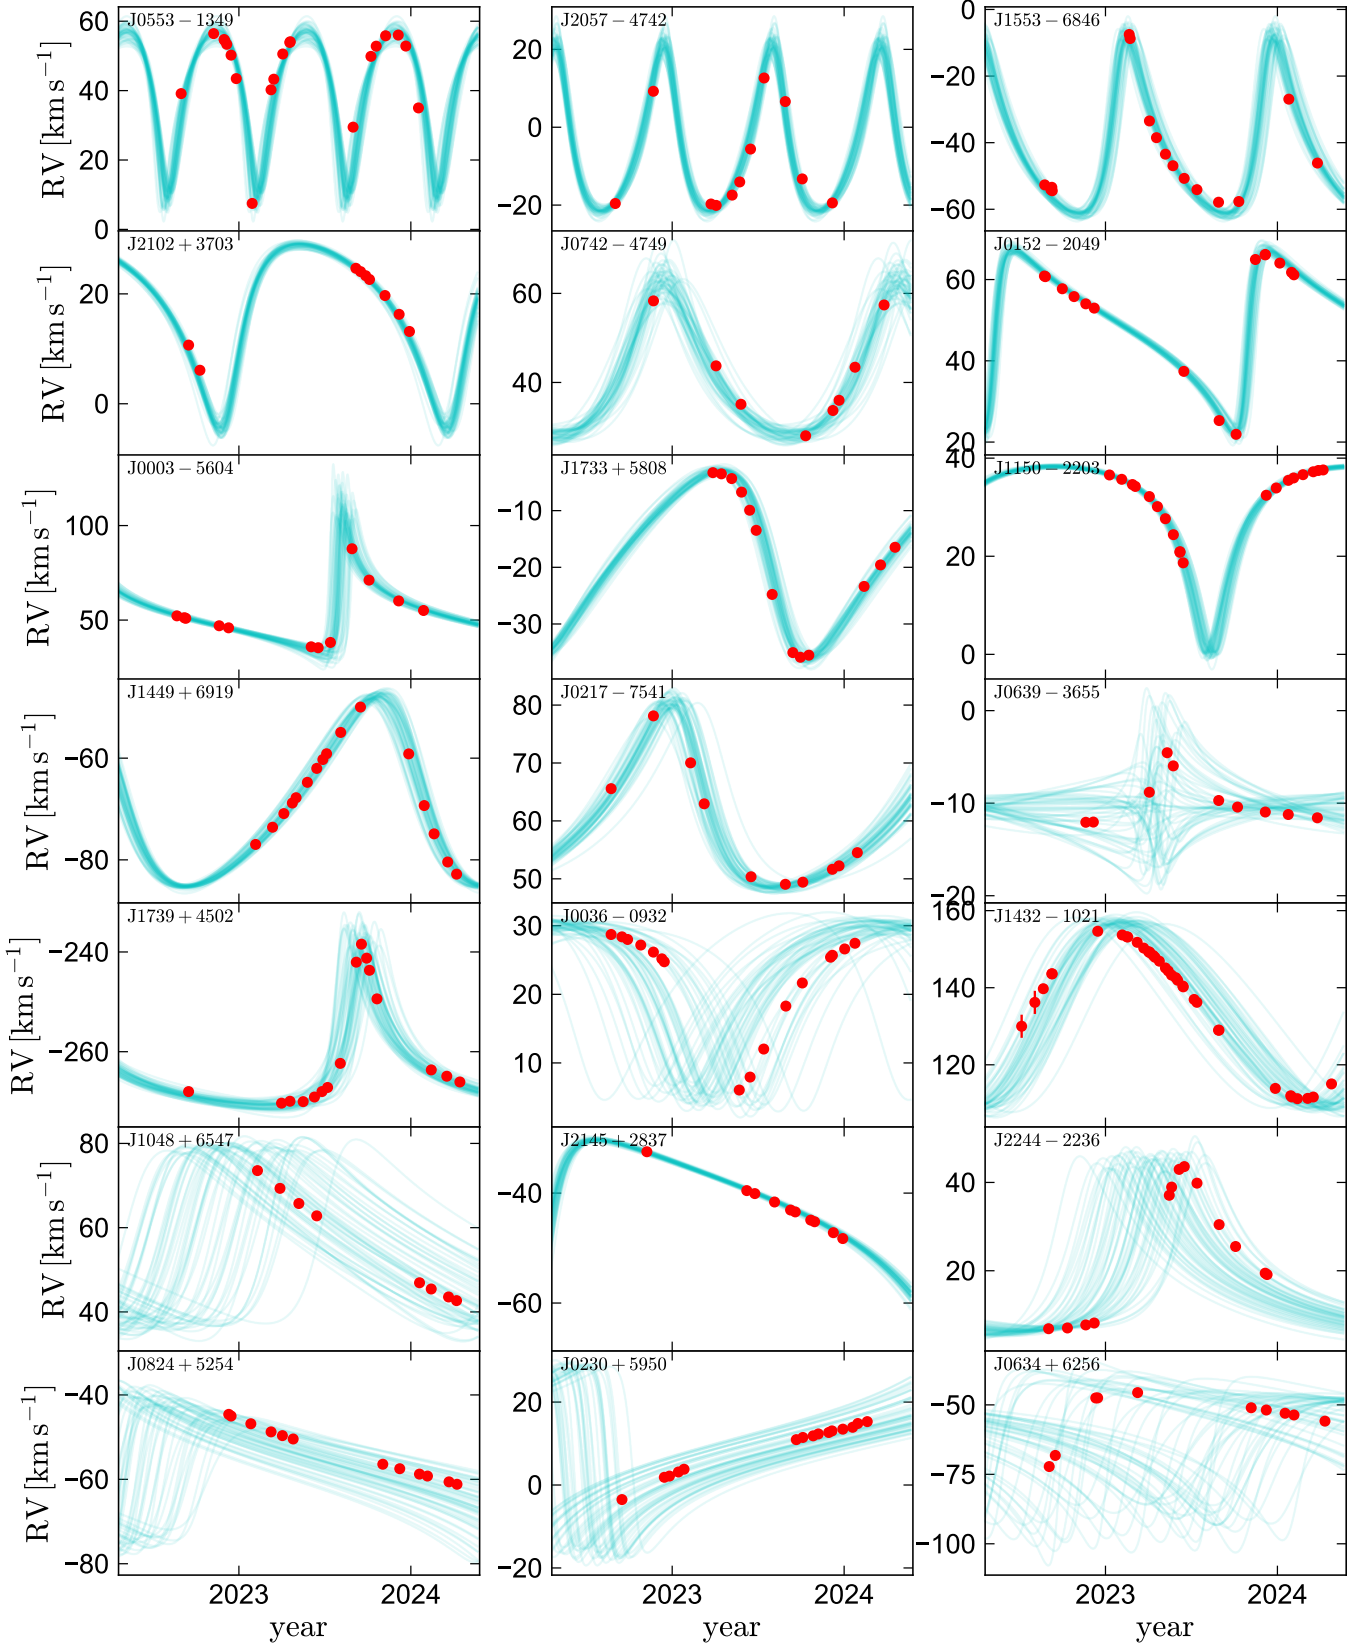 J0553 − 1349
J2057 − 4742
J1553 − 6846
RV [km s⁻¹]
60
40
20
0
20
0
−20
0
−20
−40
−60
J2102 + 3703
J0742 − 4749
J0152 − 2049
RV [km s⁻¹]
20
0
60
40
60
40
20
J0003 − 5604
J1733 + 5808
J1150 − 2203
RV [km s⁻¹]
100
50
−10
−20
−30
40
20
0
J1449 + 6919
J0217 − 7541
J0639 − 3655
RV [km s⁻¹]
−60
−80
80
70
60
50
0
−10
−20
J1739 + 4502
J0036 − 0932
J1432 − 1021
RV [km s⁻¹]
−240
−260
30
20
10
160
140
120
J1048 + 6547
J2145 + 2837
J2244 − 2236
RV [km s⁻¹]
80
60
40
−40
−60
40
20
J0824 + 5254
J0230 + 5950
J0634 + 6256
RV [km s⁻¹]
−40
−60
−80
20
0
−20
−50
−75
−100
2023 2024
2023 2024
2023 2024
year
year
year